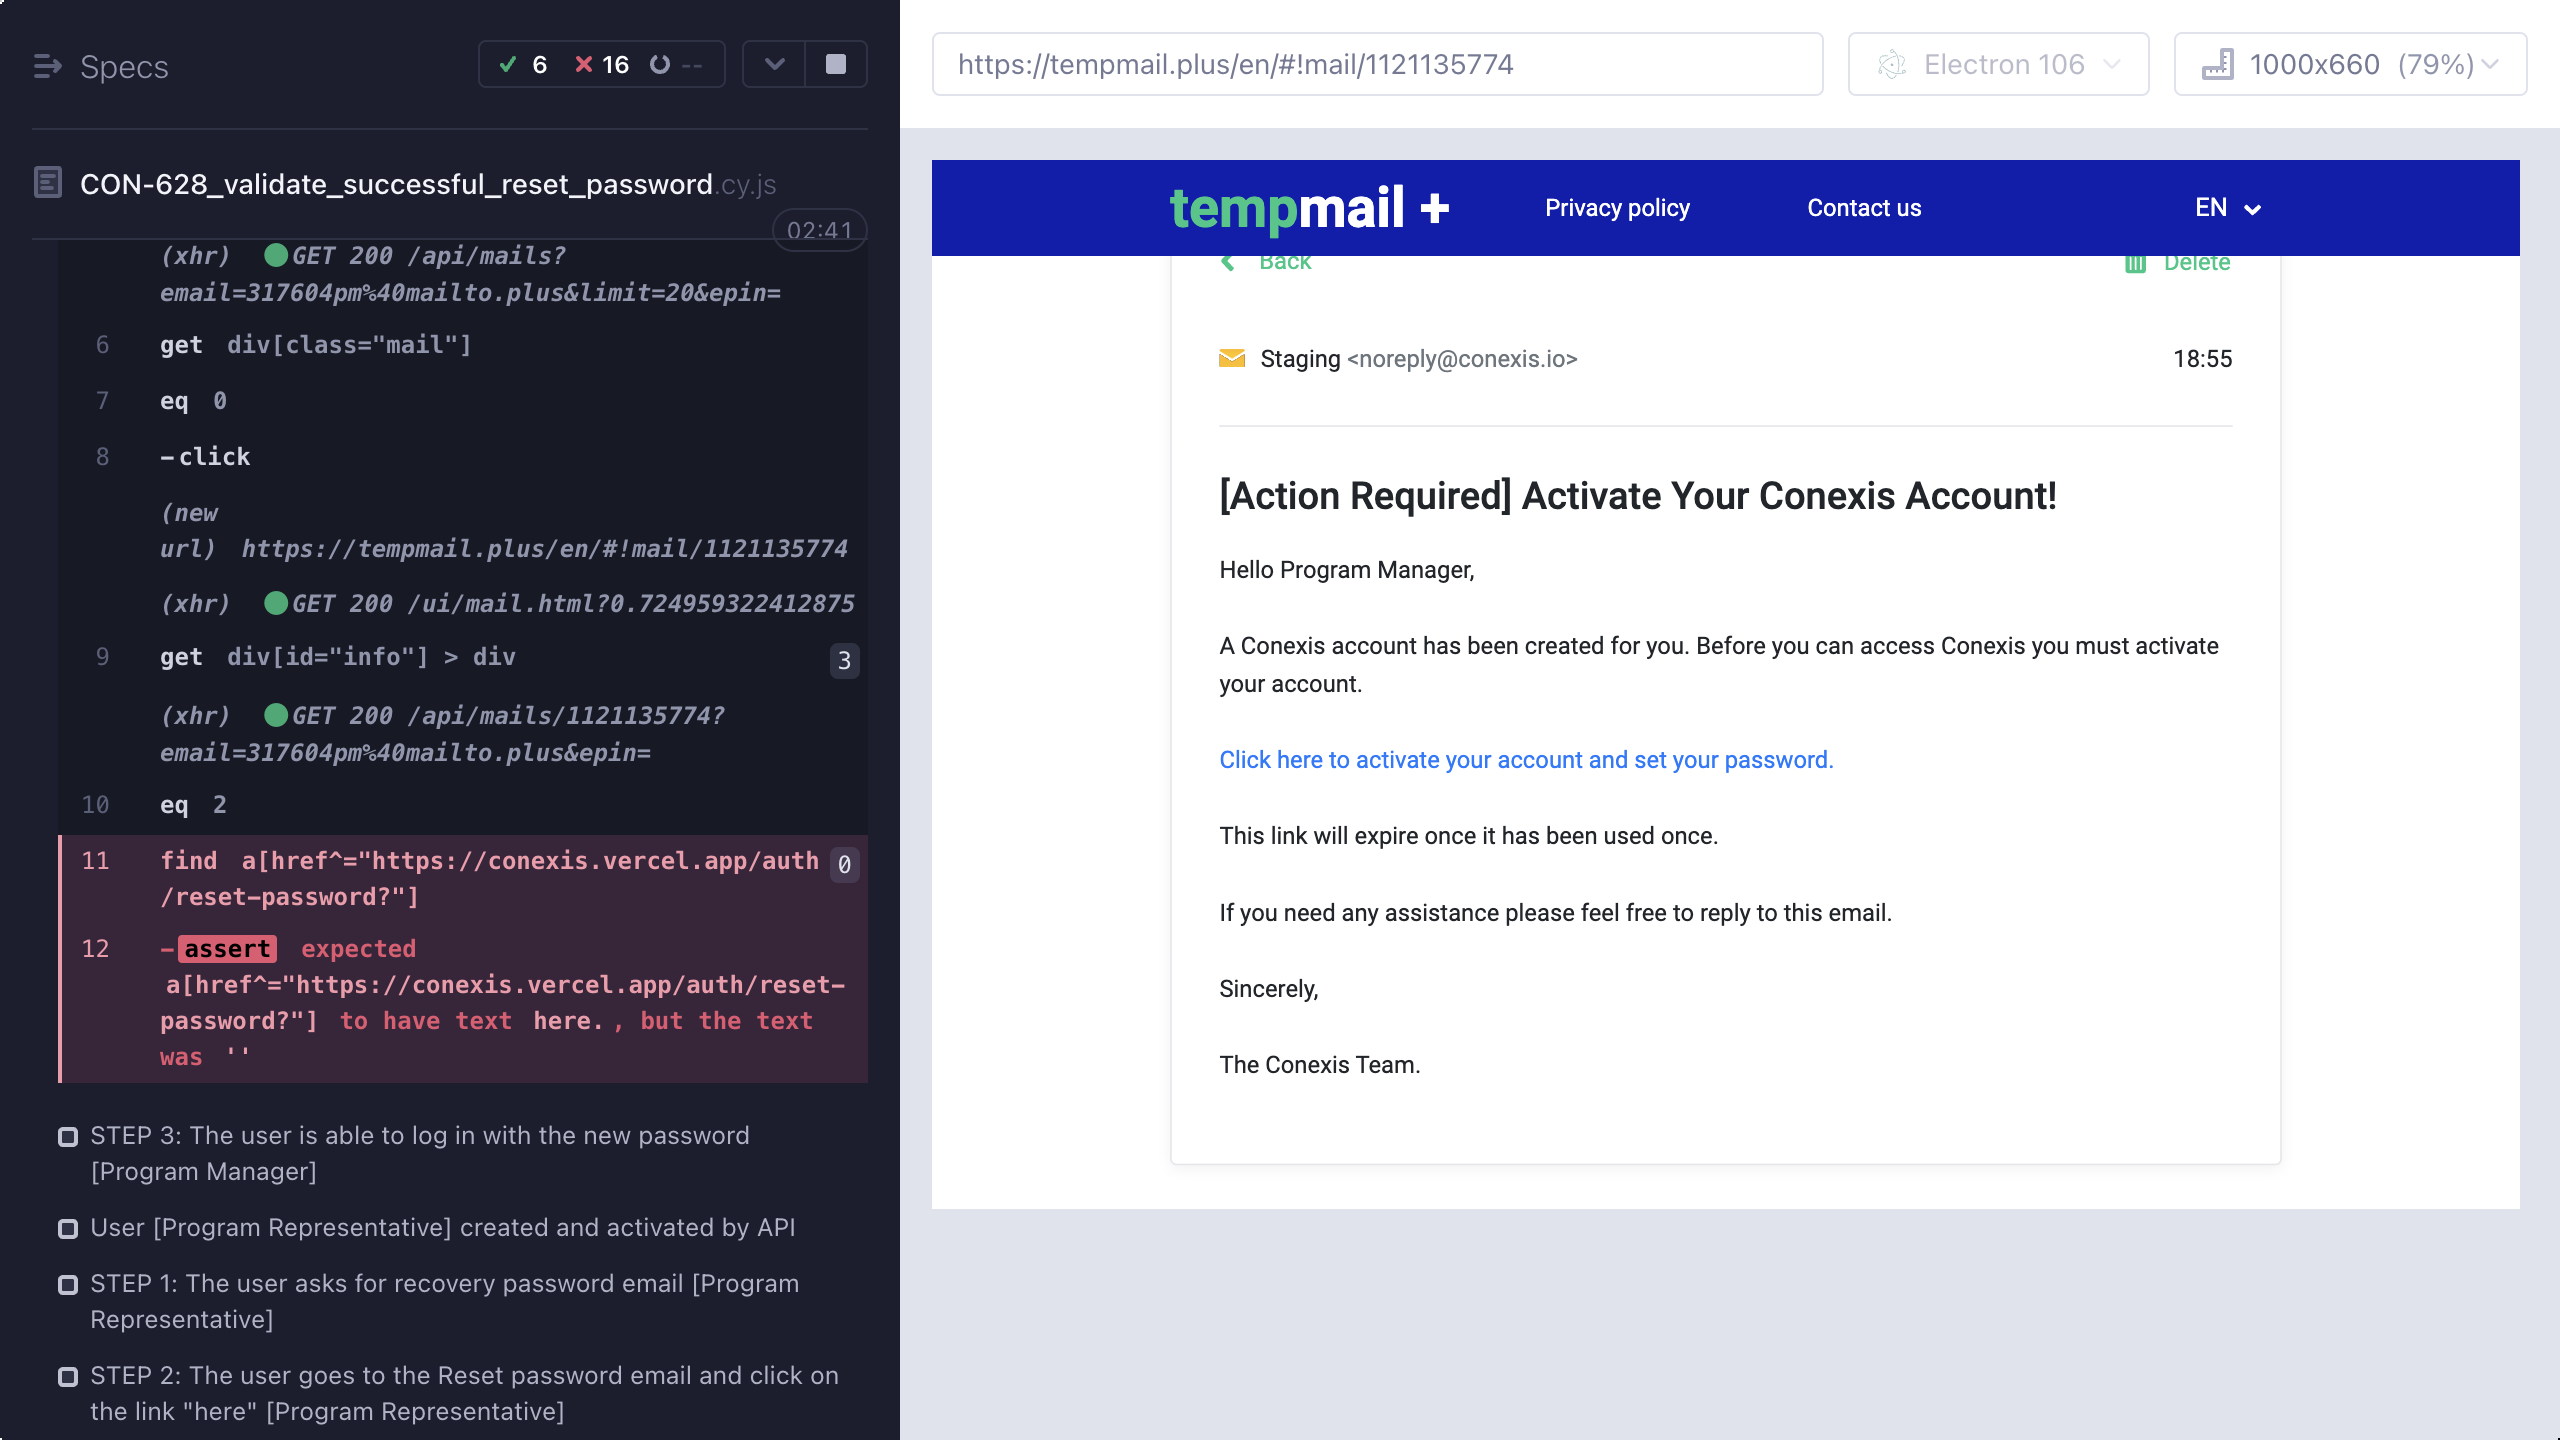 Specs
6
16
--
CON-628_validate_successful_reset_password.cy.js
02:41
(xhr) GET 200 /api/mails?
email=317604pm%40mailto.plus&limit=20&epin=
6 get div[class="mail"]
7 eq 0
8 -click
(new
url) https://tempmail.plus/en/#!mail/1121135774
(xhr) GET 200 /ui/mail.html?0.724959322412875
9 get div[id="info"] > div 3
(xhr) GET 200 /api/mails/1121135774?
email=317604pm%40mailto.plus&epin=
10 eq 2
11 find a[href^="https://conexis.vercel.app/auth 0
/reset-password?"]
12 -assert expected
a[href^="https://conexis.vercel.app/auth/reset-
password?"] to have text here. , but the text
was ''
STEP 3: The user is able to log in with the new password
[Program Manager]
User [Program Representative] created and activated by API
STEP 1: The user asks for recovery password email [Program
Representative]
STEP 2: The user goes to the Reset password email and click on
the link "here" [Program Representative]
https://tempmail.plus/en/#!mail/1121135774
Electron 106
1000x660 (79%)
tempmail +
Privacy policy
Contact us
EN
Back
Delete
Staging <noreply@conexis.io>
18:55
[Action Required] Activate Your Conexis Account!
Hello Program Manager,
A Conexis account has been created for you. Before you can access Conexis you must activate
your account.
Click here to activate your account and set your password.
This link will expire once it has been used once.
If you need any assistance please feel free to reply to this email.
Sincerely,
The Conexis Team.